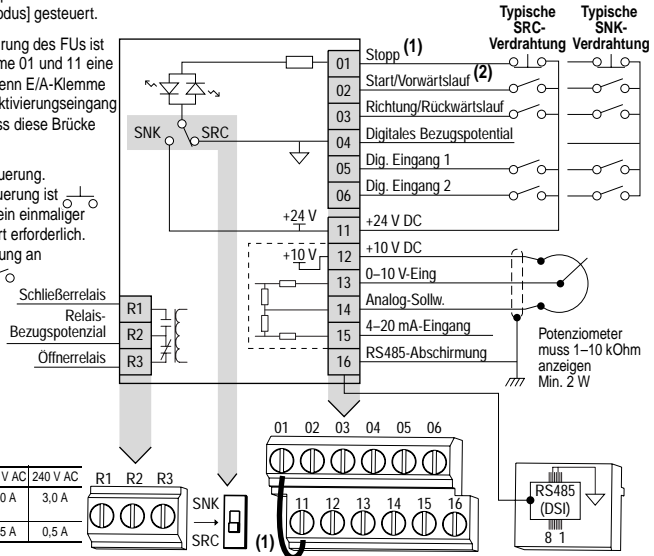 odus] gesteuert.
rung des FUs ist
me 01 und 11 eine
enn E/A-Klemme
ktivierungseingang
ss diese Brücke
uerung.
uerung ist
ein einmaliger
rt erforderlich.
ung an
Typische
SRC-
Verdrahtung
Typische
SNK-
Verdrahtung
01 Stopp (1)
02 Start/Vorwärtslauf (2)
03 Richtung/Rückwärtslauf
04 Digitales Bezugspotential
05 Dig. Eingang 1
06 Dig. Eingang 2
SNK SRC
+24 V
11 +24 V DC
+10 V
12 +10 V DC
13 0–10 V-Eing
14 Analog-Sollw.
15 4–20 mA-Eingang
16 RS485-Abschirmung
Schließerrelais R1
Relais-
Bezugspotenzial R2
Öffnerrelais R3
Potenziometer
muss 1–10 kOhm
anzeigen
Min. 2 W
V AC 240 V AC
0 A 3,0 A
5 A 0,5 A
R1 R2 R3
SNK
SRC
01 02 03 04 05 06
11 12 13 14 15 16
(1)
RS485
(DSI)
8 1